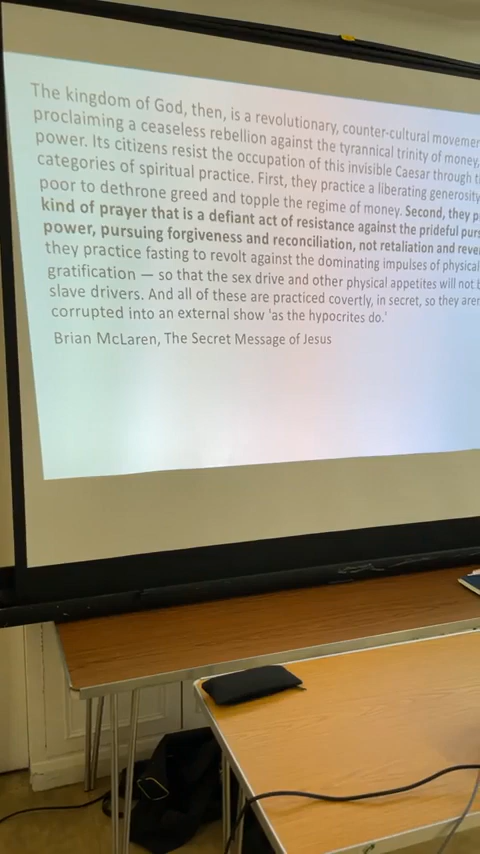 The kingdom of God, then, is a revolutionary, counter-cultural
proclaiming a ceaseless rebellion against the tyrannical trinity of money,
power. Its citizens resist the occupation of this invisible Caesar through
categories of spiritual practice. First, they practice a liberating generosity
poor to dethrone greed and topple the regime of money. Second, they
kind of prayer that is a defiant act of resistance against the prideful
power, pursuing forgiveness and reconciliation, not retaliation and
they practice fasting to revolt against the dominating impulses of physical
gratification — so that the sex drive and other physical appetites will not
slave drivers. And all of these are practiced covertly, in secret, so they
corrupted into an external show 'as the hypocrites do.'
Brian McLaren, The Secret Message of Jesus